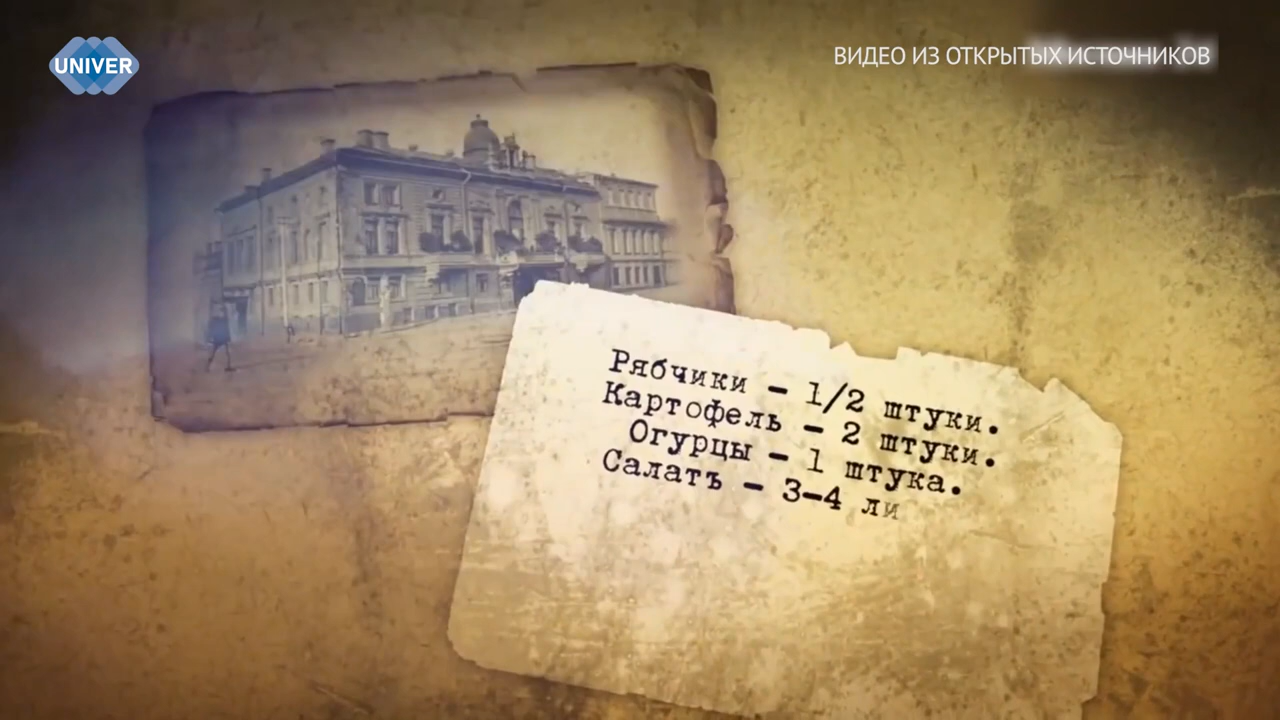 UNIVER
ВИДЕО ИЗ ОТКРЫТЫХ ИСТОЧНИКОВ
Рябчики – 1/2 штуки.
Картофель – 2 штуки.
Огурцы – 1 штука.
Салатъ – 3–4 ли